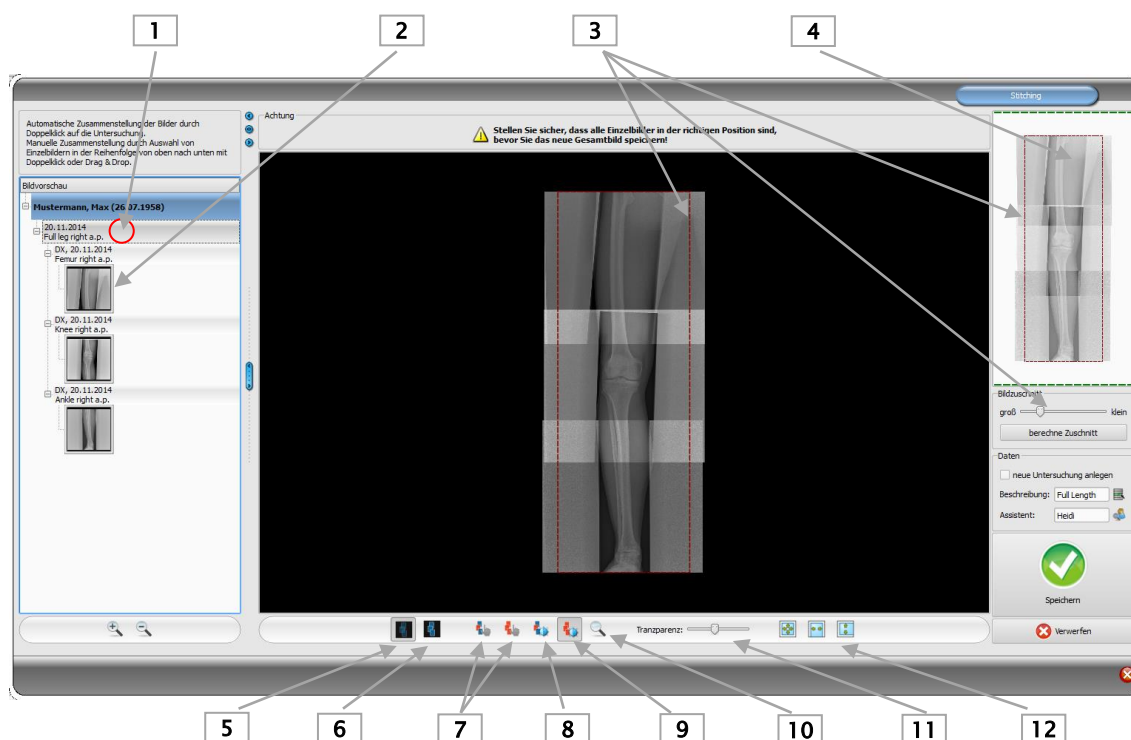 1
2
3
4
Stitching
Automatische Zusammenstellung der Bilder durch
Doppelklick auf die Untersuchung.
Manuelle Zusammenstellung durch Auswahl von
Einzelbildern in der Reihenfolge von oben nach unten mit
Doppelklick oder Drag & Drop.
Achtung
Stellen Sie sicher, dass alle Einzelbilder in der richtigen Position sind,
bevor Sie das neue Gesamtbild speichern!
Bildvorschau
Mustermann, Max (26.07.1958)
20.11.2014
Full leg right a.p.
DX, 20.11.2014
Femur right a.p.
DX, 20.11.2014
Knee right a.p.
DX, 20.11.2014
Ankle right a.p.
Bildzuschnitt
groß klein
berechne Zuschnitt
Daten
neue Untersuchung anlegen
Beschreibung: Full Length
Assistent: Heidi
Speichern
Verwerfen
Tranzparenz:
5
6
7
8
9
10
11
12